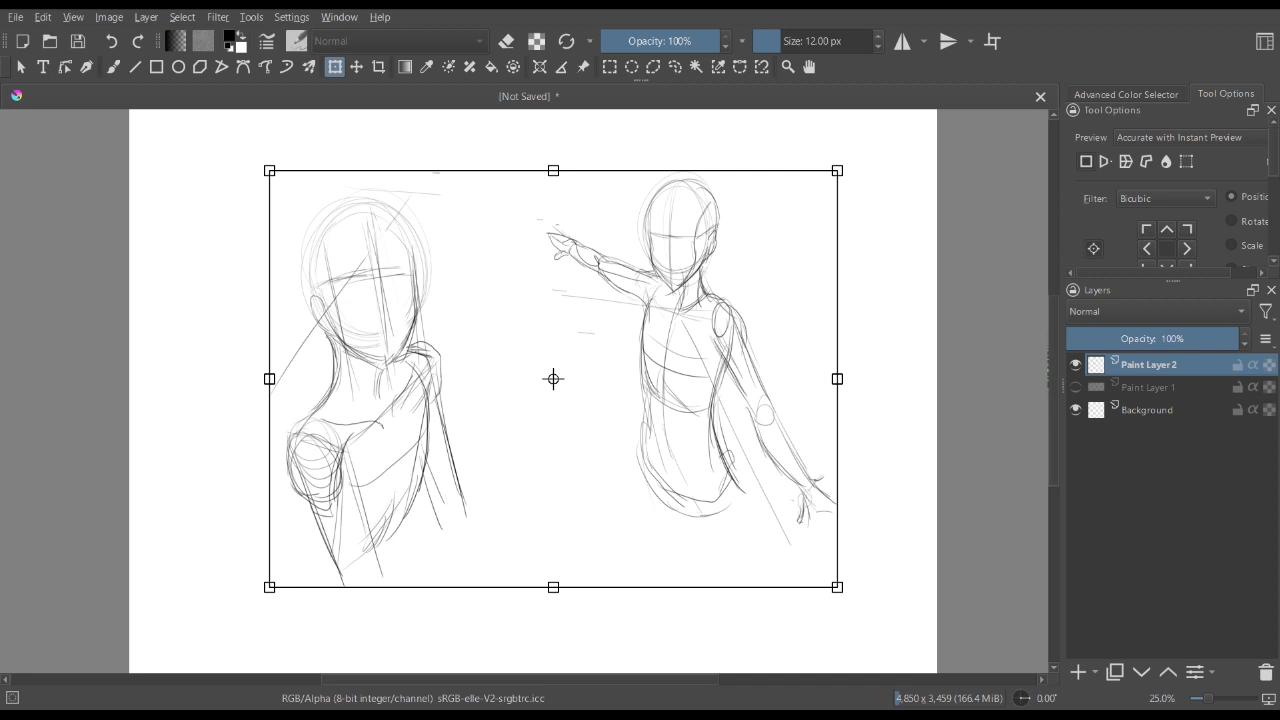 File Edit View Image Layer Select Filter Tools Settings Window Help
Normal Opacity: 100% Size: 12.00 px
[Not Saved] *
Advanced Color Selector Tool Options
Tool Options
Preview Accurate with Instant Preview
Filter: Bicubic
Positio
Rotate
Scale
Layers
Normal
Opacity: 100%
Paint Layer 2
Paint Layer 1
Background
RGB/Alpha (8-bit integer/channel) sRGB-elle-V2-srgbtrc.icc 4,850 x 3,459 (166.4 MiB) 0.00° 25.0%